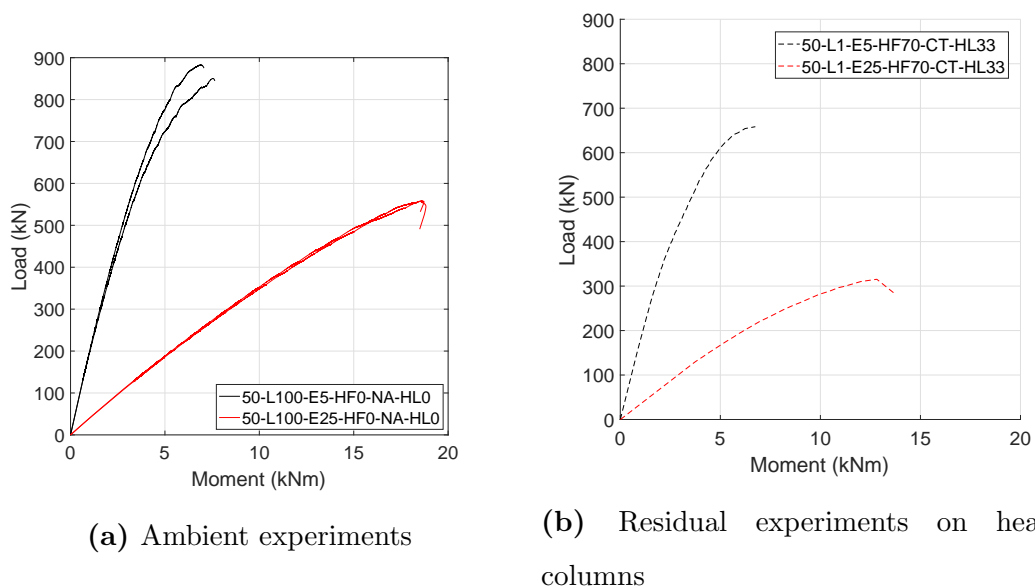 900
800
700
600
500
400
300
200
100
0
Load (kN)
0 5 10 15 20
Moment (kNm)
50-L100-E5-HF0-NA-HL0
50-L100-E25-HF0-NA-HL0
(a) Ambient experiments
900
800
700
600
500
400
300
200
100
0
Load (kN)
0 5 10 15 20
Moment (kNm)
50-L1-E5-HF70-CT-HL33
50-L1-E25-HF70-CT-HL33
(b) Residual experiments on hea
columns